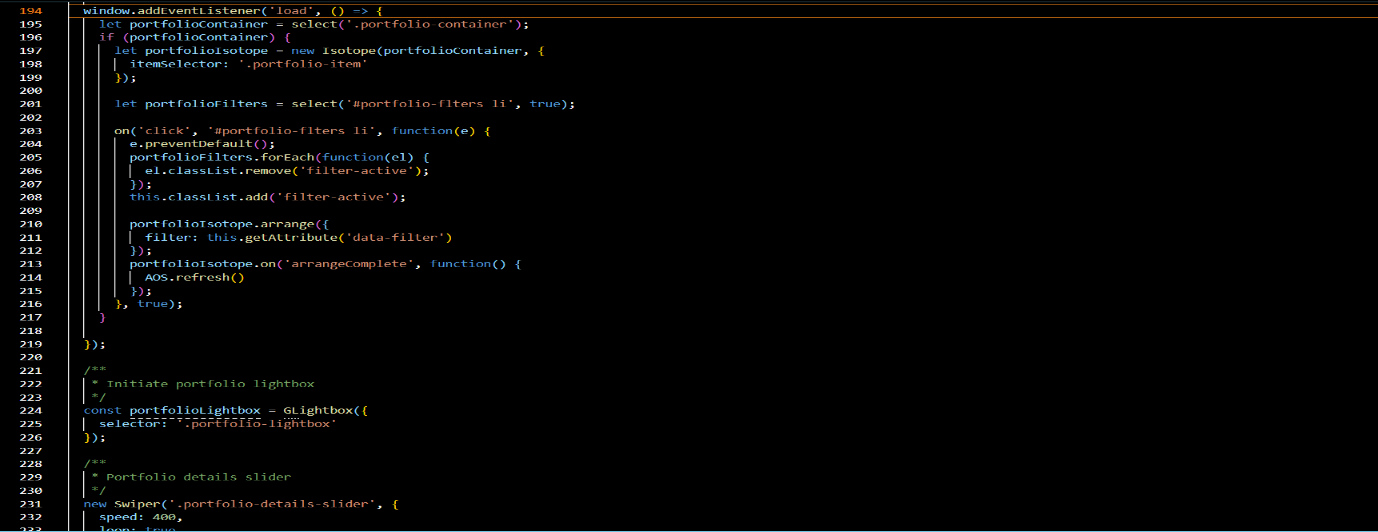 194 window.addEventListener('load', () => {
195 let portfolioContainer = select('.portfolio-container');
196 if (portfolioContainer) {
197 let portfolioIsotope = new Isotope(portfolioContainer, {
198 itemSelector: '.portfolio-item'
199 });
200
201 let portfolioFilters = select('#portfolio-flters li', true);
202
203 on('click', '#portfolio-flters li', function(e) {
204 e.preventDefault();
205 portfolioFilters.forEach(function(el) {
206 el.classList.remove('filter-active');
207 });
208 this.classList.add('filter-active');
209
210 portfolioIsotope.arrange({
211 filter: this.getAttribute('data-filter')
212 });
213 portfolioIsotope.on('arrangeComplete', function() {
214 AOS.refresh()
215 });
216 }, true);
217 }
218
219 });
220
221 /**
222 * Initiate portfolio lightbox
223 */
224 const portfolioLightbox = GLightbox({
225 selector: '.portfolio-lightbox'
226 });
227
228 /**
229 * Portfolio details slider
230 */
231 new Swiper('.portfolio-details-slider', {
232 speed: 400,
233 loop: true